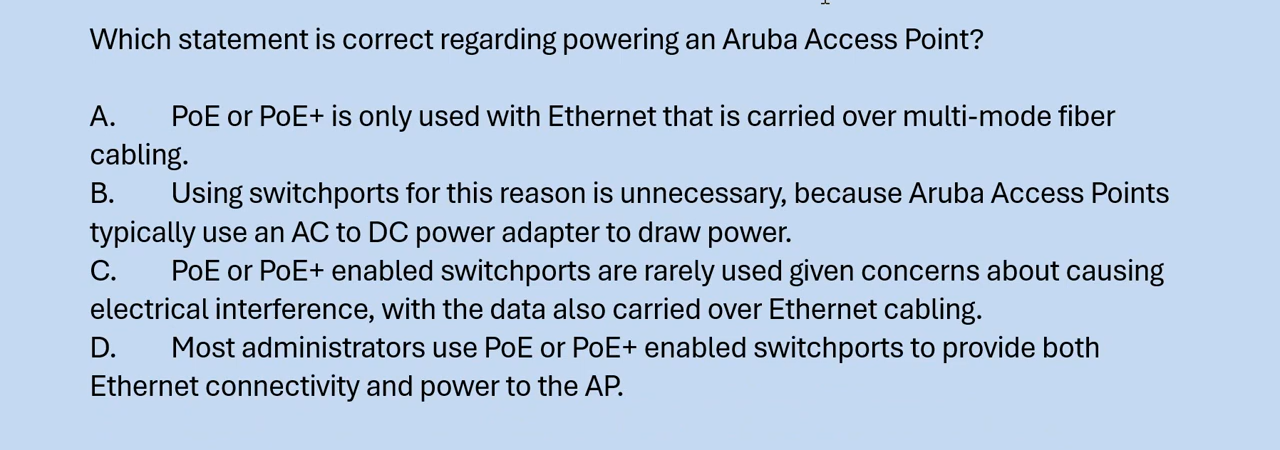 Which statement is correct regarding powering an Aruba Access Point?
A. PoE or PoE+ is only used with Ethernet that is carried over multi-mode fiber
cabling.
B. Using switchports for this reason is unnecessary, because Aruba Access Points
typically use an AC to DC power adapter to draw power.
C. PoE or PoE+ enabled switchports are rarely used given concerns about causing
electrical interference, with the data also carried over Ethernet cabling.
D. Most administrators use PoE or PoE+ enabled switchports to provide both
Ethernet connectivity and power to the AP.